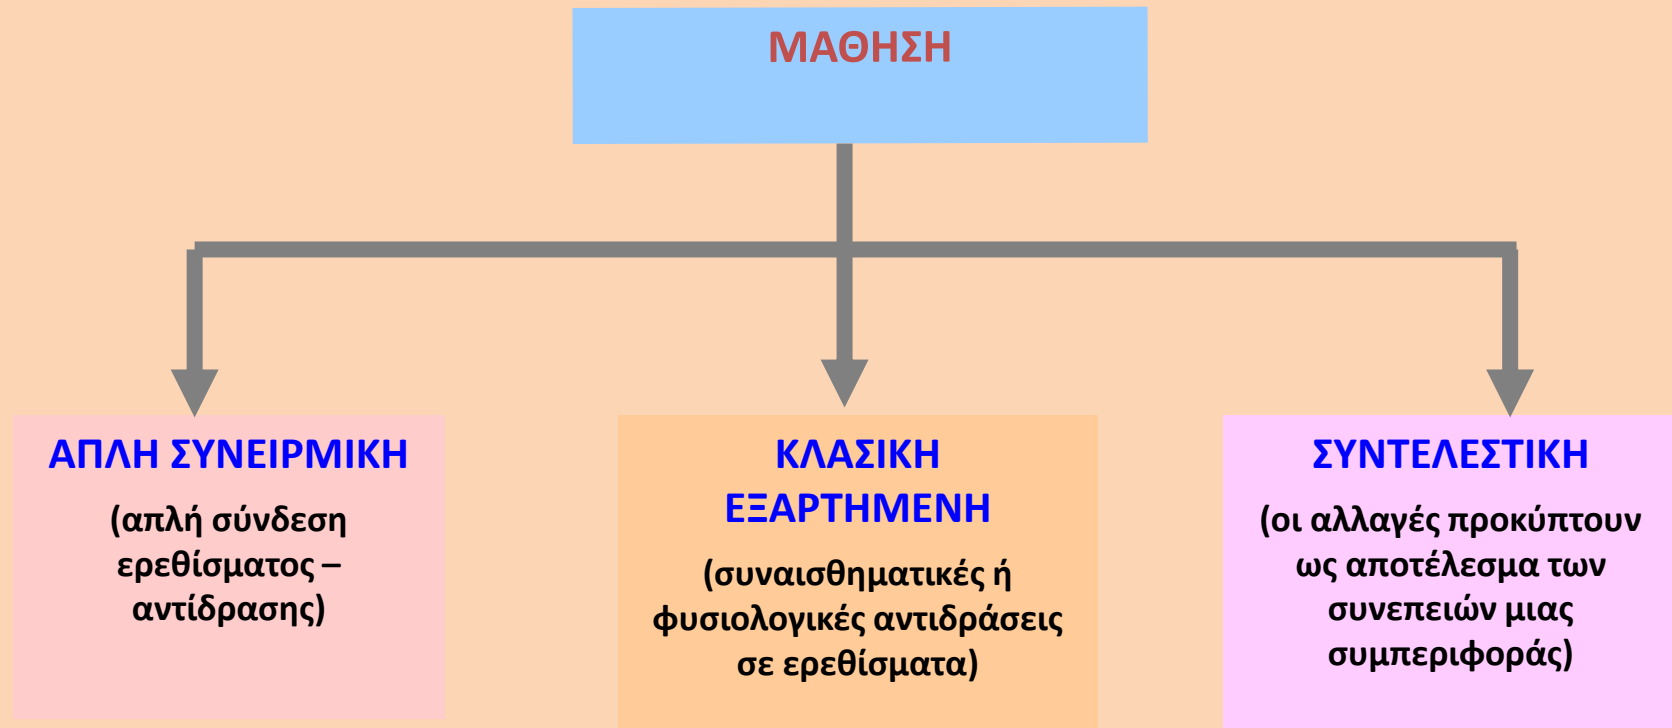 ΜΑΘΗΣΗ
ΑΠΛΗ ΣΥΝΕΙΡΜΙΚΗ
(απλή σύνδεση
ερεθίσματος –
αντίδρασης)
ΚΛΑΣΙΚΗ
ΕΞΑΡΤΗΜΕΝΗ
(συναισθηματικές ή
φυσιολογικές αντιδράσεις
σε ερεθίσματα)
ΣΥΝΤΕΛΕΣΤΙΚΗ
(οι αλλαγές προκύπτουν
ως αποτέλεσμα των
συνεπειών μιας
συμπεριφοράς)